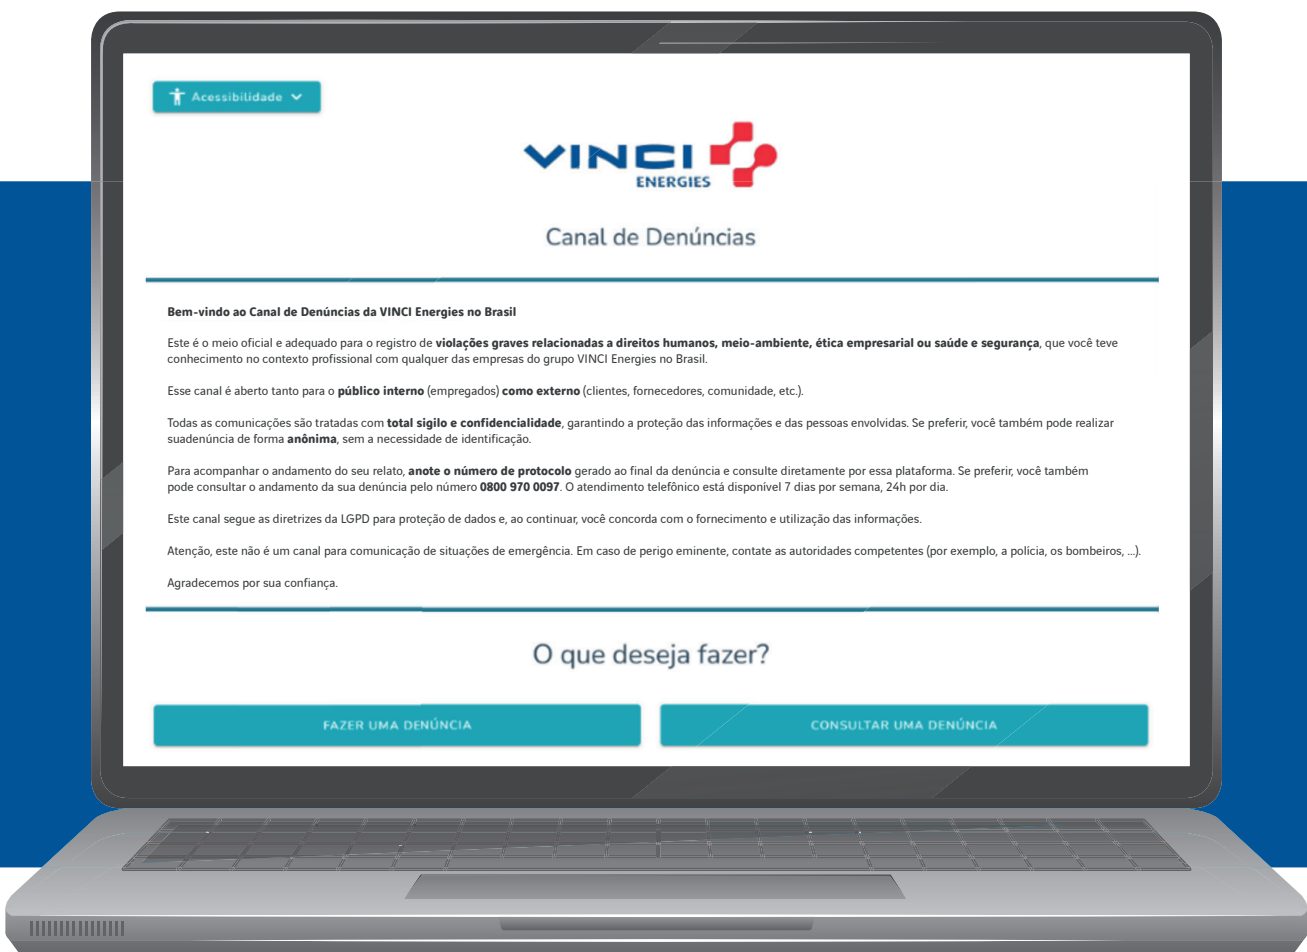 Acessibilidade
VINCI
ENERGIES
Canal de Denúncias
Bem-vindo ao Canal de Denúncias da VINCI Energies no Brasil
Este é o meio oficial e adequado para o registro de violações graves relacionadas a direitos humanos, meio-ambiente, ética empresarial ou saúde e segurança, que você teve
conhecimento no contexto profissional com qualquer das empresas do grupo VINCI Energies no Brasil.
Esse canal é aberto tanto para o público interno (empregados) como externo (clientes, fornecedores, comunidade, etc.).
Todas as comunicações são tratadas com total sigilo e confidencialidade, garantindo a proteção das informações e das pessoas envolvidas. Se preferir, você também pode realizar
suadenúncia de forma anônima, sem a necessidade de identificação.
Para acompanhar o andamento do seu relato, anote o número de protocolo gerado ao final da denúncia e consulte diretamente por essa plataforma. Se preferir, você também
pode consultar o andamento da sua denúncia pelo número 0800 970 0097. O atendimento telefônico está disponível 7 dias por semana, 24h por dia.
Este canal segue as diretrizes da LGPD para proteção de dados e, ao continuar, você concorda com o fornecimento e utilização das informações.
Atenção, este não é um canal para comunicação de situações de emergência. Em caso de perigo eminente, contate as autoridades competentes (por exemplo, a polícia, os bombeiros, ...).
Agradecemos por sua confiança.
O que deseja fazer?
FAZER UMA DENÚNCIA
CONSULTAR UMA DENÚNCIA